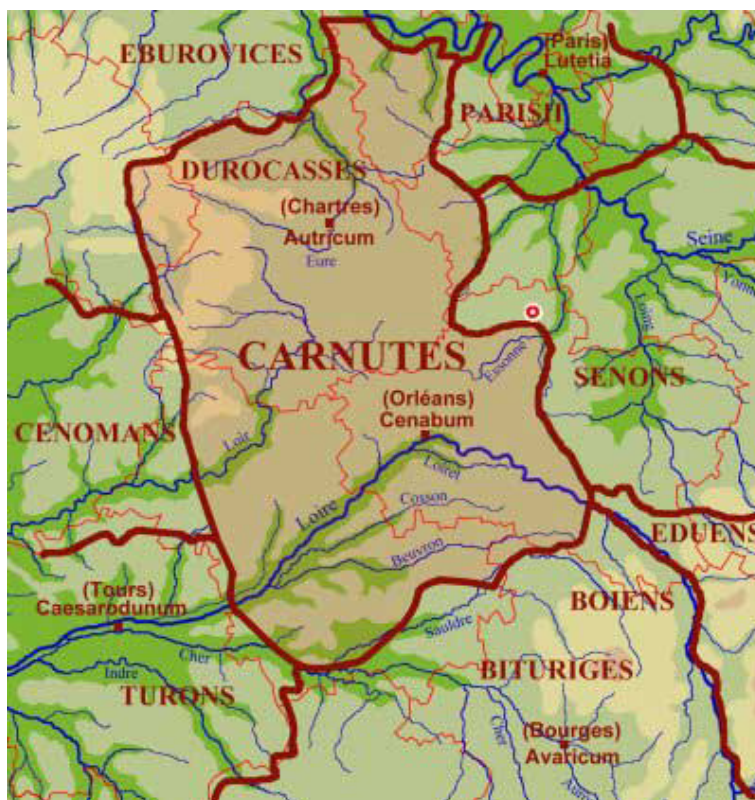 EBUROVICES
(Paris)
Lutetia
PARISII
DUROCASSES
(Chartres)
Autricum
Eure
Seine
Yonne
Loing
CARNUTES
Essonne
SENONS
(Orléans)
Cenabum
CENOMANS
Loir
Loiret
Loire
Cosson
Beuvron
EDUENS
(Tours)
Caesarodunum
BOIENS
Sauldre
Cher
Indre
TURONS
BITURIGES
Cher
(Bourges)
Avaricum